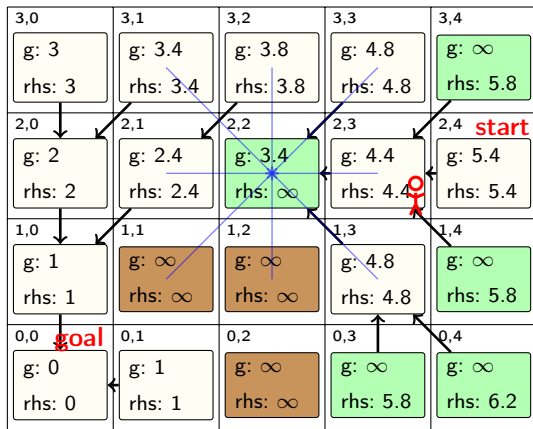 3,0 3,1 3,2 3,3 3,4
g: 3 g: 3.4 g: 3.8 g: 4.8 g: ∞
rhs: 3 rhs: 3.4 rhs: 3.8 rhs: 4.8 rhs: 5.8
2,0 2,1 2,2 2,3 2,4 start
g: 2 g: 2.4 g: 3.4 g: 4.4 g: 5.4
rhs: 2 rhs: 2.4 rhs: ∞ rhs: 4.4 rhs: 5.4
1,0 1,1 1,2 1,3 1,4
g: 1 g: ∞ g: ∞ g: 4.8 g: ∞
rhs: 1 rhs: ∞ rhs: ∞ rhs: 4.8 rhs: 5.8
0,0 goal 0,1 0,2 0,3 0,4
g: 0 g: 1 g: ∞ g: ∞ g: ∞
rhs: 0 rhs: 1 rhs: ∞ rhs: 5.8 rhs: 6.2